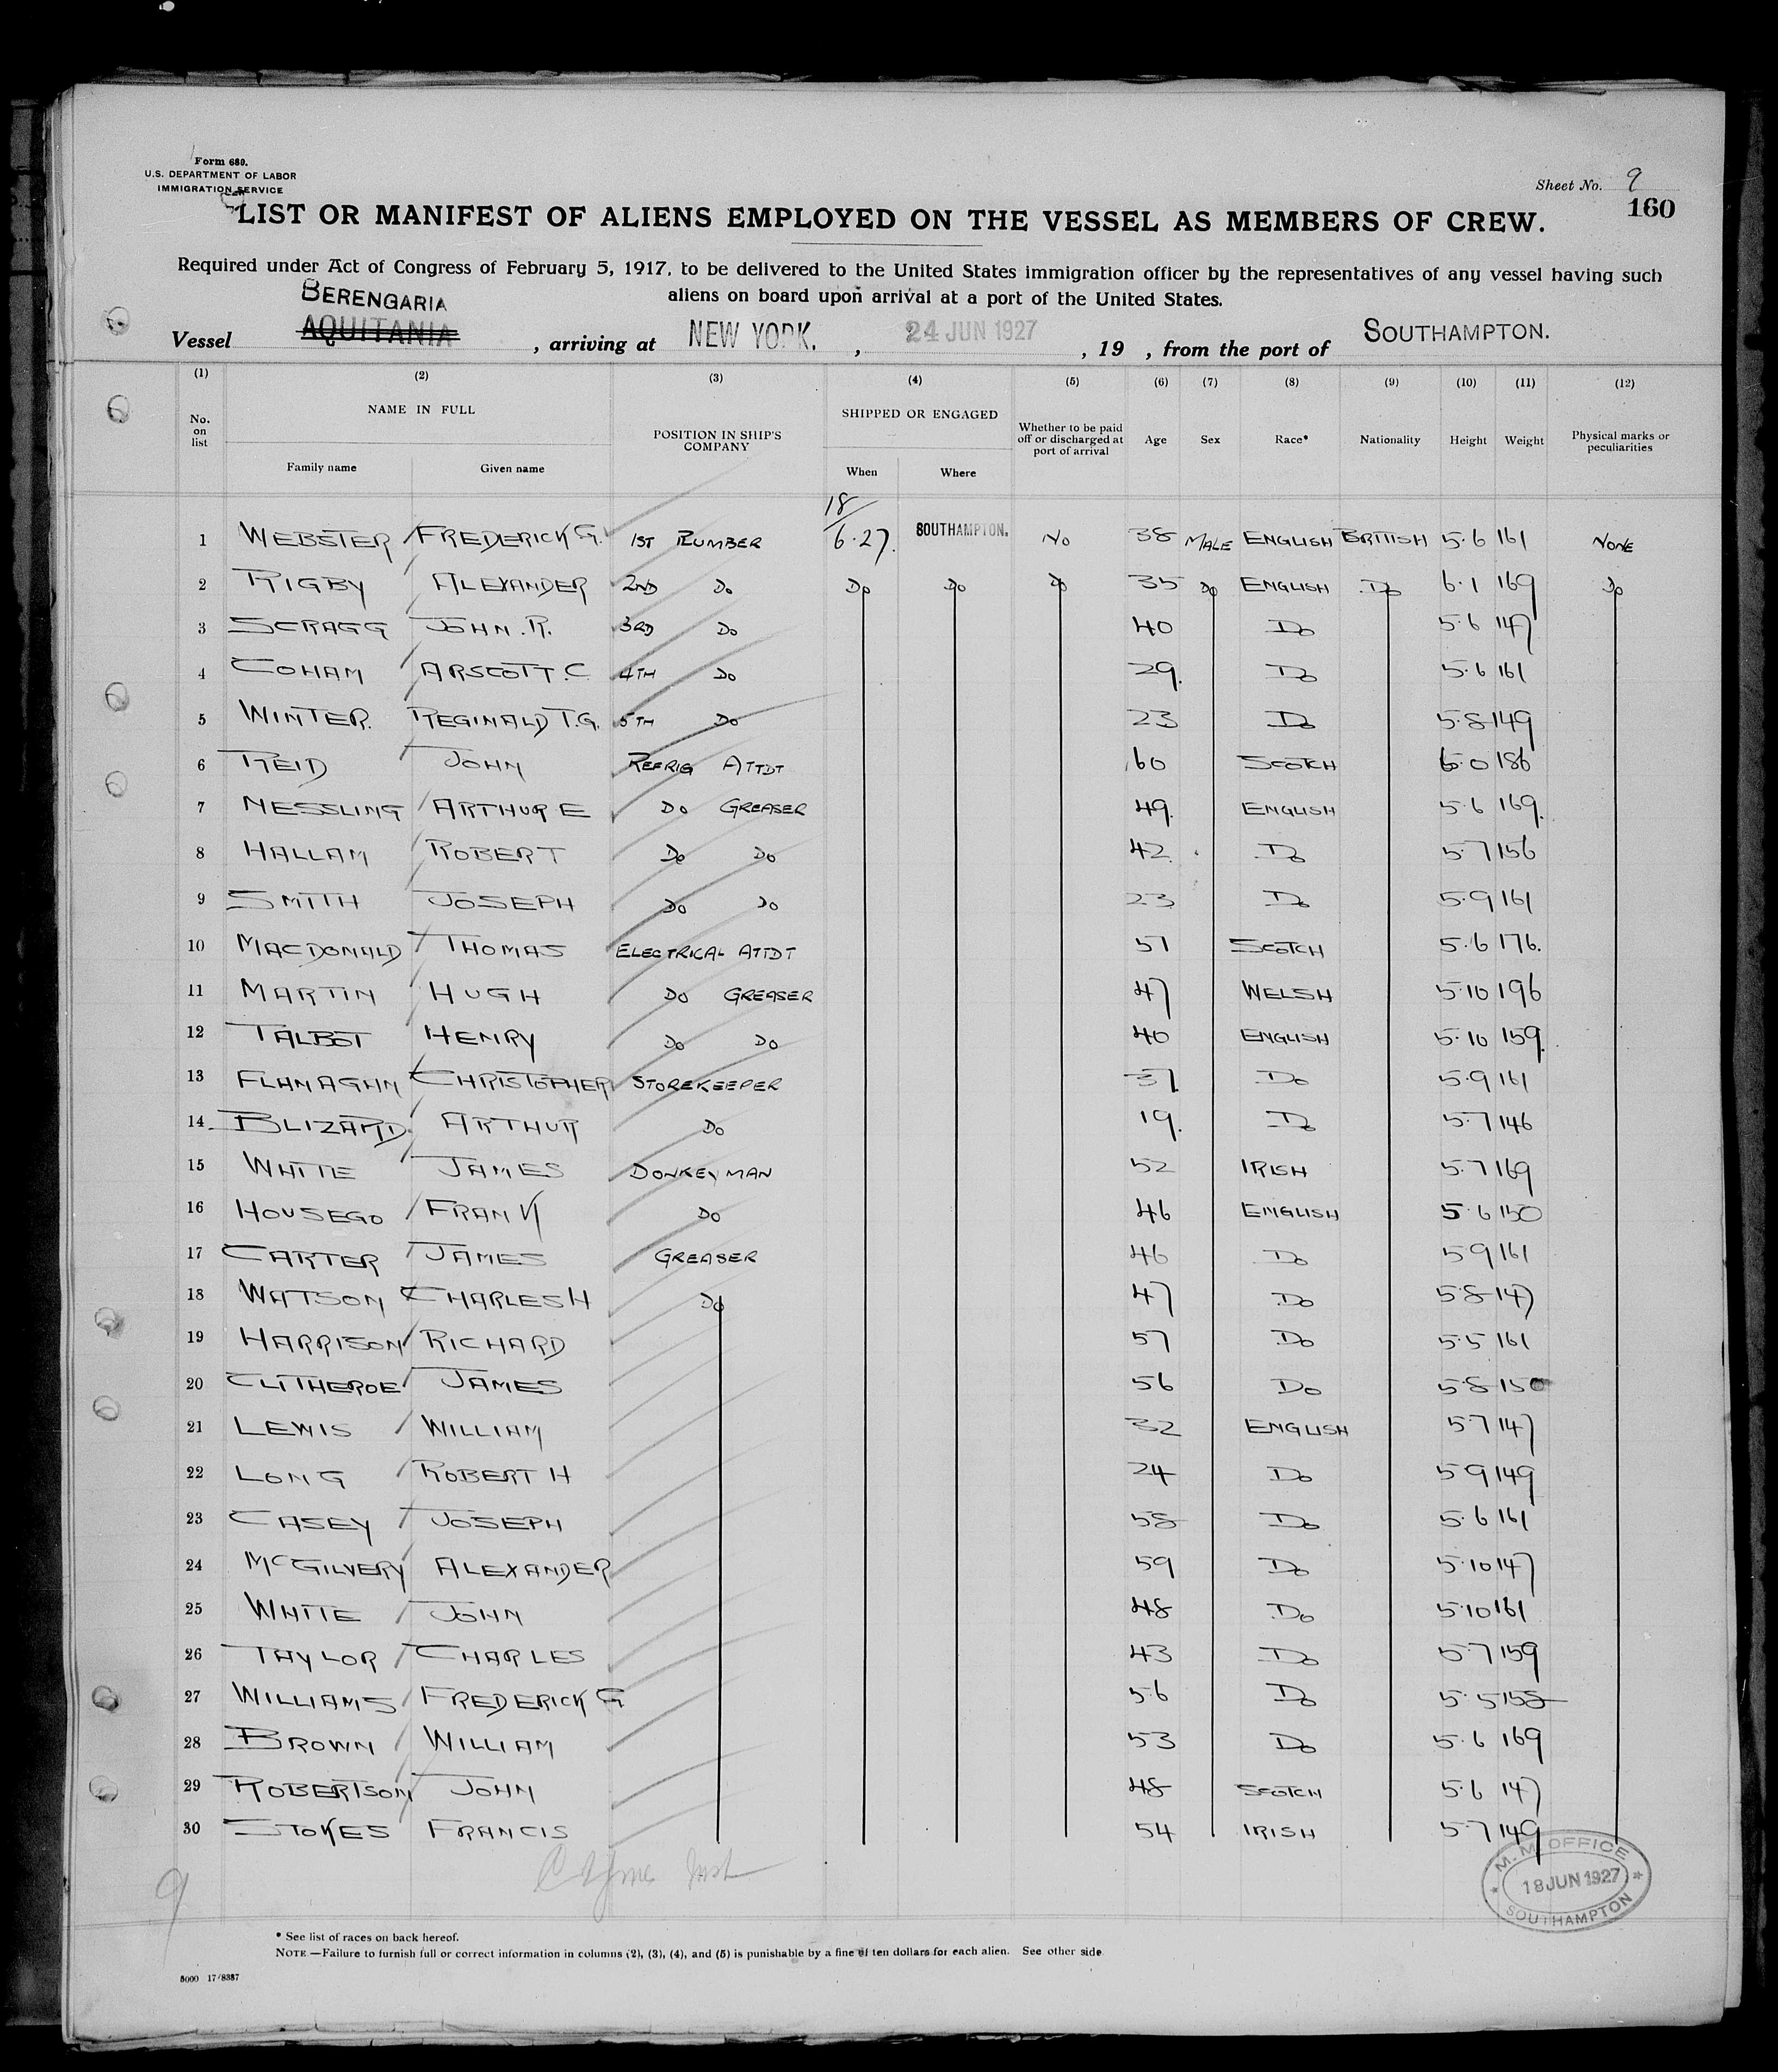 Form 680.
U.S. DEPARTMENT OF LABOR
IMMIGRATION SERVICE
Sheet No. 9
160
LIST OR MANIFEST OF ALIENS EMPLOYED ON THE VESSEL AS MEMBERS OF CREW.
Required under Act of Congress of February 5, 1917, to be delivered to the United States immigration officer by the representatives of any vessel having such
aliens on board upon arrival at a port of the United States.
BERENGARIA
Vessel AQUITANIA, arriving at NEW YORK., 24 JUN 1927, 19 , from the port of SOUTHAMPTON.
(1) (2) (3) (4) (5) (6) (7) (8) (9) (10) (11) (12)
No. on list NAME IN FULL Family name Given name POSITION IN SHIP'S COMPANY SHIPPED OR ENGAGED When Where Whether to be paid off or discharged at port of arrival Age Sex Race* Nationality Height Weight Physical marks or peculiarities
18/
1 WEBSTER FREDERICK G. 1ST PLUMBER 6.27. SOUTHAMPTON. NO 38 MALE ENGLISH BRITISH 5.6 161 NONE
2 RIGBY ALEXANDER 2ND DO DO DO DO 35 DO ENGLISH DO 6.1 169 DO
3 SCRAGG JOHN.R. 3RD DO 40 DO 5.6 147
4 COHAM ARSCOTT.C. 4TH DO 29. DO 5.6 161
5 WINTER. REGINALD T.G. 5TH DO 23 DO 5.8 149
6 REID JOHN REFRIG ATTDT 60 SCOTCH 6.0 186
7 NESSLING ARTHUR E DO GREASER 49. ENGLISH 5.6 169.
8 HALLAM ROBERT DO DO 42. DO 5.7 156
9 SMITH JOSEPH DO DO 23 DO 5.9 161
10 MACDONALD THOMAS ELECTRICAL ATTDT 51 SCOTCH 5.6 176.
11 MARTIN HUGH DO GREASER 47 WELSH 5.10 196
12 TALBOT HENRY DO DO 40 ENGLISH 5.10 159.
13 FLANAGAN CHRISTOPHER STOREKEEPER 37 DO 5.9 161
14 BLIZARD. ARTHUR DO 19. DO 5.7 146
15 WHITE JAMES DONKEYMAN 52 IRISH 5.7 169
16 HOUSEGO FRANK DO 46 ENGLISH 5.6 150
17 CARTER JAMES GREASER 46 DO 5 9 161
18 WATSON CHARLES H DO 47 DO 5.8 147
19 HARRISON RICHARD 57 DO 5.5 161
20 CLITHEROE JAMES 56 DO 5.8 150
21 LEWIS WILLIAM 32 ENGLISH 5 7 147
22 LONG ROBERT H 24 DO 5 9 149
23 CASEY JOSEPH 58 DO 5.6 161
24 McGILVERY ALEXANDER 59 DO 5.10 147
25 WHITE JOHN 48 DO 5.10 161
26 TAYLOR CHARLES 43 DO 5.7 159
27 WILLIAMS FREDERICK G 56 DO 5.5 158
28 BROWN WILLIAM 53 DO 5.6 169
29 ROBERTSON JOHN 48 SCOTCH 5.6 147
30 STOKES FRANCIS 54 IRISH 5.7 149
M.M. OFFICE
18 JUN 1927
SOUTHAMPTON
9
* See list of races on back hereof.
NOTE.—Failure to furnish full or correct information in columns (2), (3), (4), and (5) is punishable by a fine of ten dollars for each alien. See other side
5000 17/8387